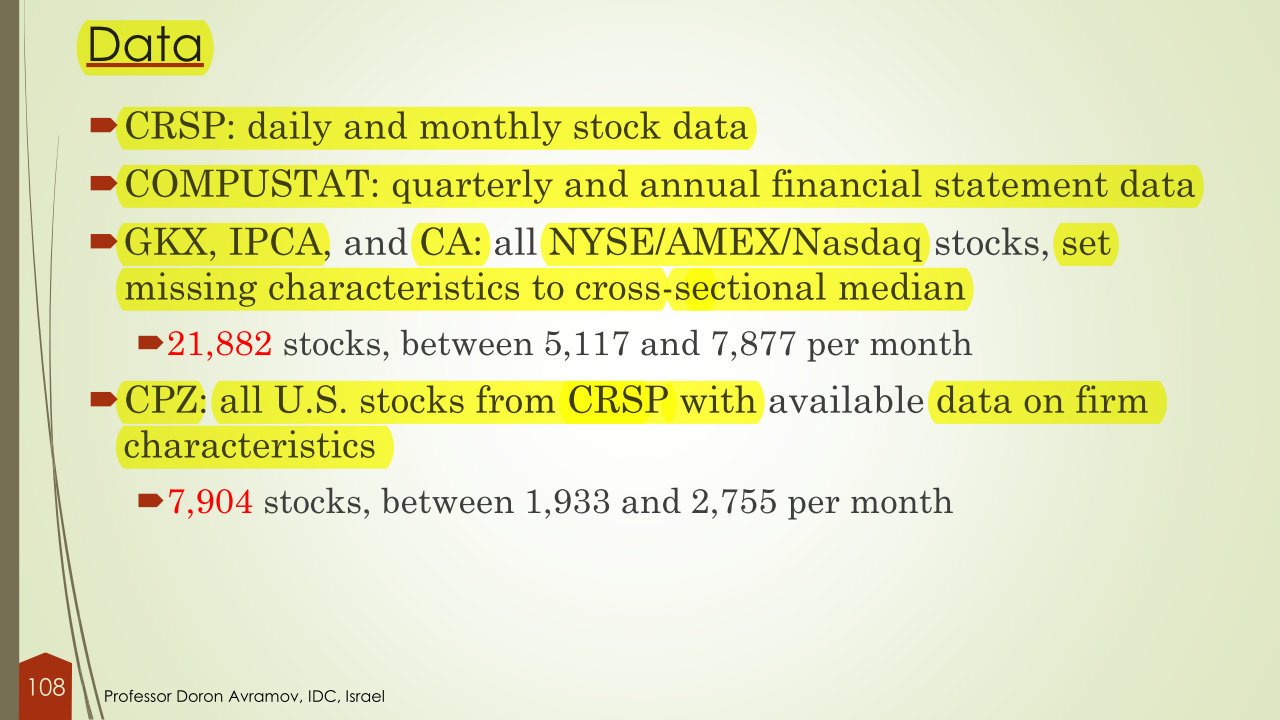 Data
CRSP: daily and monthly stock data
COMPUSTAT: quarterly and annual financial statement data
GKX, IPCA, and CA: all NYSE/AMEX/Nasdaq stocks, set
missing characteristics to cross-sectional median
21,882 stocks, between 5,117 and 7,877 per month
CPZ: all U.S. stocks from CRSP with available data on firm
characteristics
7,904 stocks, between 1,933 and 2,755 per month
108
Professor Doron Avramov, IDC, Israel